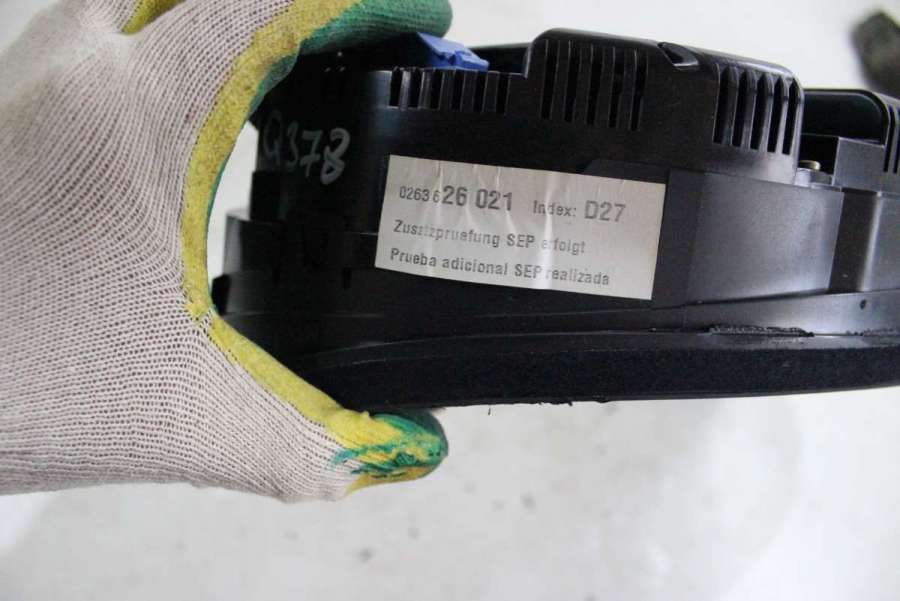 Q378
0263 626 021 Index: D27
Zusatzpruefung SEP erfolgt
Prueba adicional SEP realizada